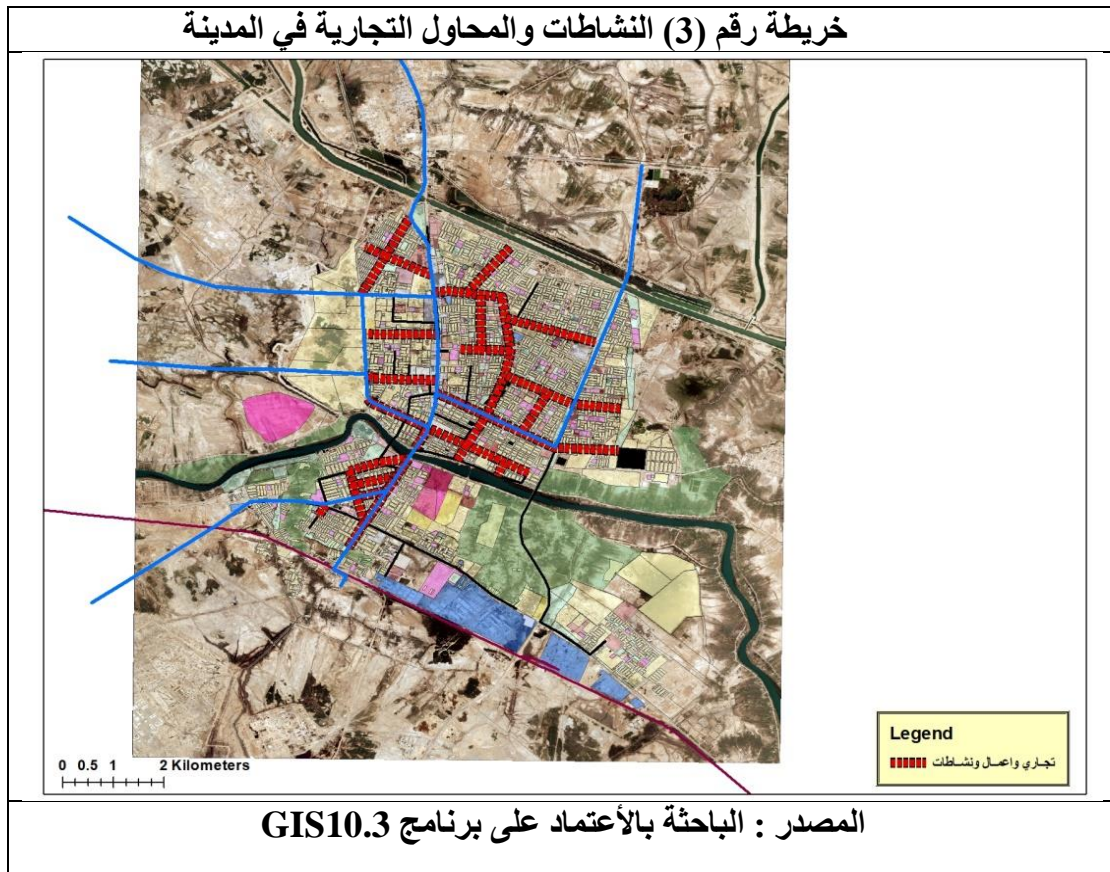 خريطة رقم (3) النشاطات والمحاول التجارية في المدينة
Legend
تجاري واعمال ونشاطات
0 0.5 1 2 Kilometers
المصدر : الباحثة بالأعتماد على برنامج GIS10.3